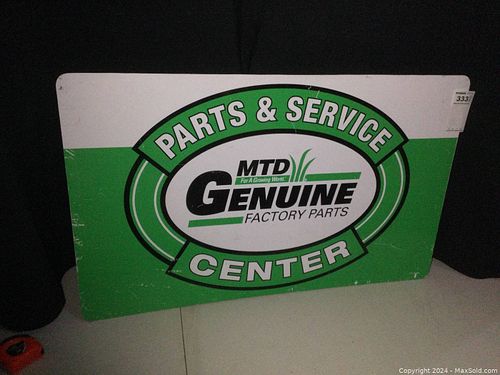 PARTS & SERVICE
MTD
For A Growing World.
GENUINE
FACTORY PARTS
CENTER
333
Copyright 2024 - MaxSold.com